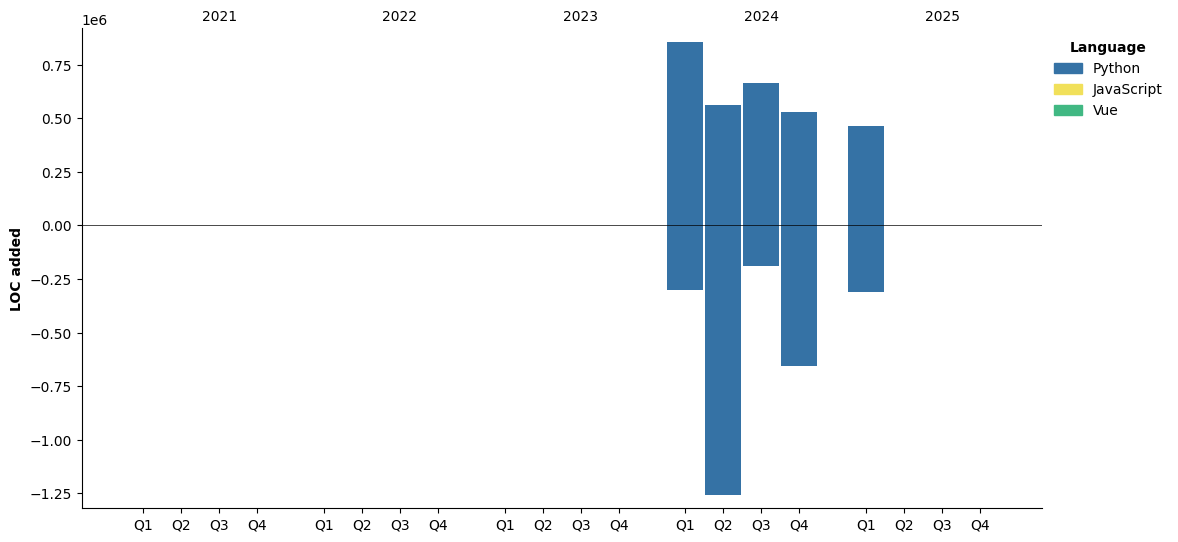 2021 2022 2023 2024 2025
1e6
Language
Python
JavaScript
Vue
LOC added
0.75
0.50
0.25
0.00
−0.25
−0.50
−0.75
−1.00
−1.25
Q1 Q2 Q3 Q4 Q1 Q2 Q3 Q4 Q1 Q2 Q3 Q4 Q1 Q2 Q3 Q4 Q1 Q2 Q3 Q4